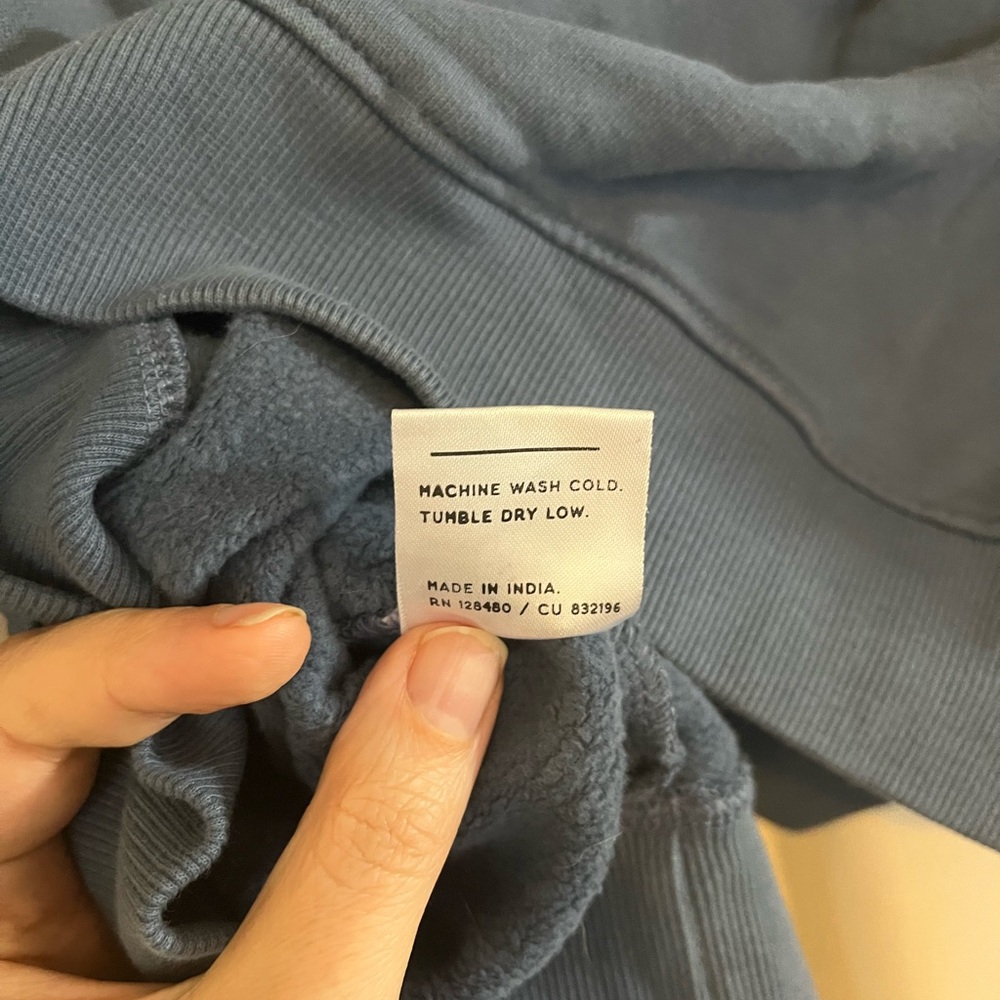 MACHINE WASH COLD.
TUMBLE DRY LOW.
MADE IN INDIA.
RN 128480 / CU 832196